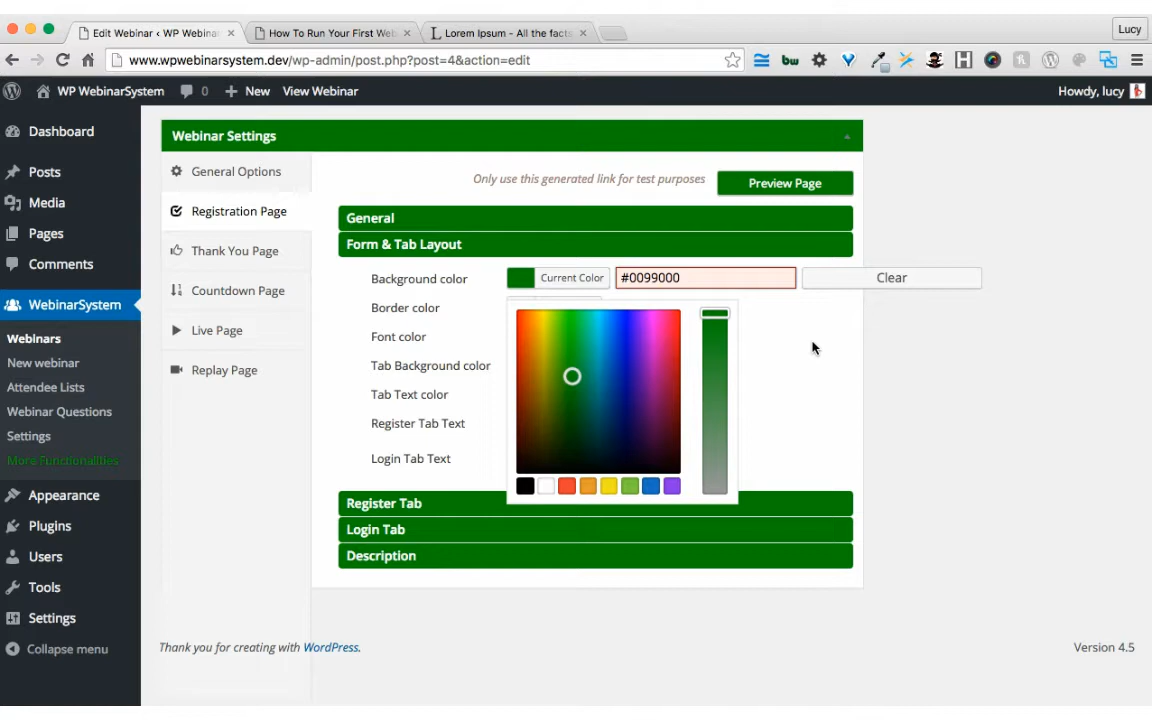 Edit Webinar ‹ WP Webina
How To Run Your First Web
Lorem Ipsum - All the facts
Lucy
www.wpwebinarsystem.dev/wp-admin/post.php?post=4&action=edit
bw
H
WP WebinarSystem
0
New
View Webinar
Howdy, lucy
Dashboard
Posts
Media
Pages
Comments
WebinarSystem
Webinars
New webinar
Attendee Lists
Webinar Questions
Settings
More Functionalities
Appearance
Plugins
Users
Tools
Settings
Collapse menu
Webinar Settings
General Options
Registration Page
Thank You Page
Countdown Page
Live Page
Replay Page
Only use this generated link for test purposes
Preview Page
General
Form & Tab Layout
Background color
Current Color
#0099000
Clear
Border color
Font color
Tab Background color
Tab Text color
Register Tab Text
Login Tab Text
Register Tab
Login Tab
Description
Thank you for creating with WordPress.
Version 4.5